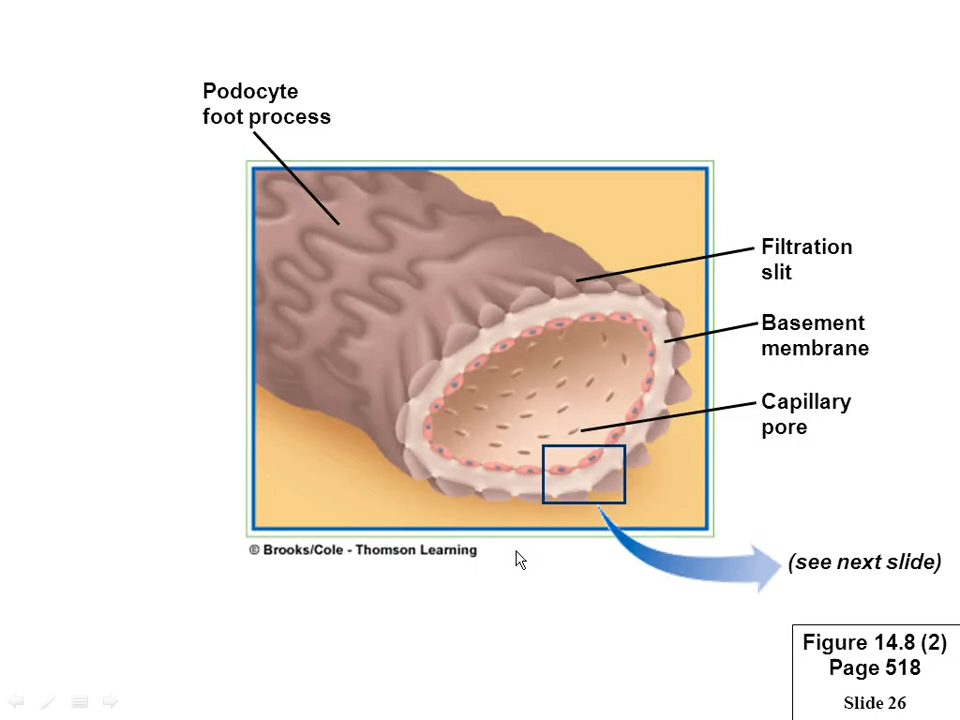 Podocyte
foot process
Filtration
slit
Basement
membrane
Capillary
pore
© Brooks/Cole - Thomson Learning
(see next slide)
Figure 14.8 (2)
Page 518
Slide 26